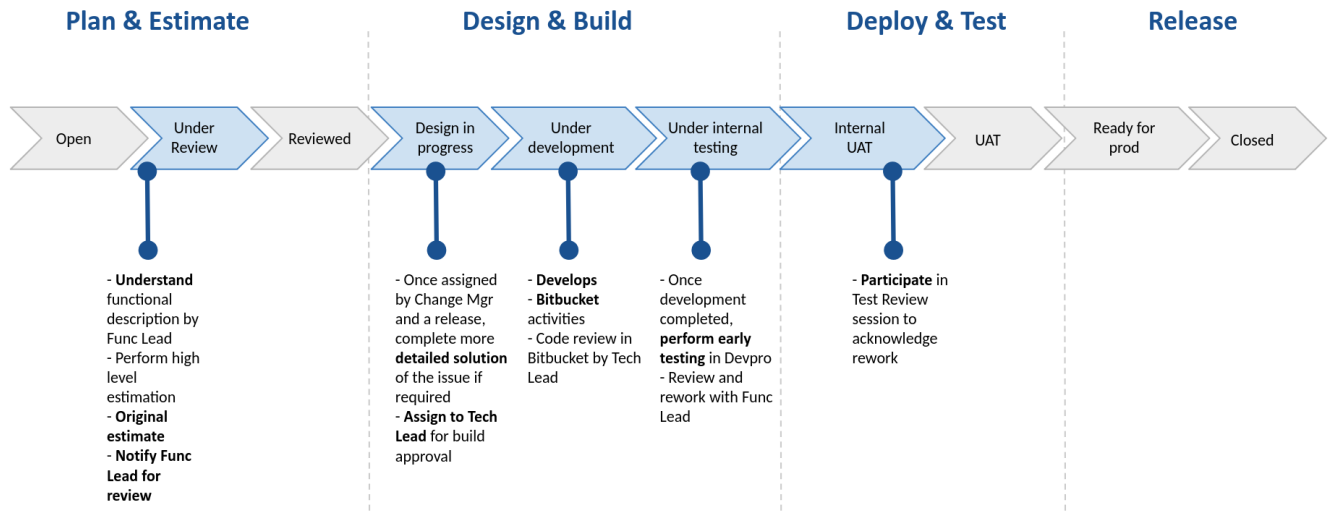 Plan & Estimate
Design & Build
Deploy & Test
Release
Open
Under
Review
Reviewed
Design in
progress
Under
development
Under internal
testing
Internal
UAT
UAT
Ready for
prod
Closed
- Understand
functional
description by
Func Lead
- Perform high
level
estimation
- Original
estimate
- Notify Func
Lead for
review
- Once assigned
by Change Mgr
and a release,
complete more
detailed solution
of the issue if
required
- Assign to Tech
Lead for build
approval
- Develops
- Bitbucket
activities
- Code review in
Bitbucket by Tech
Lead
- Once
development
completed,
perform early
testing in Devpro
- Review and
rework with Func
Lead
- Participate in
Test Review
session to
acknowledge
rework